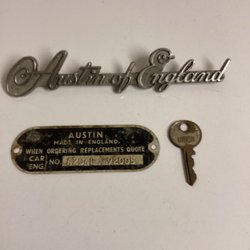 Austin of England
AUSTIN
MADE IN ENGLAND.
WHEN ORDERING REPLACEMENTS QUOTE
CAR
ENG. NO.